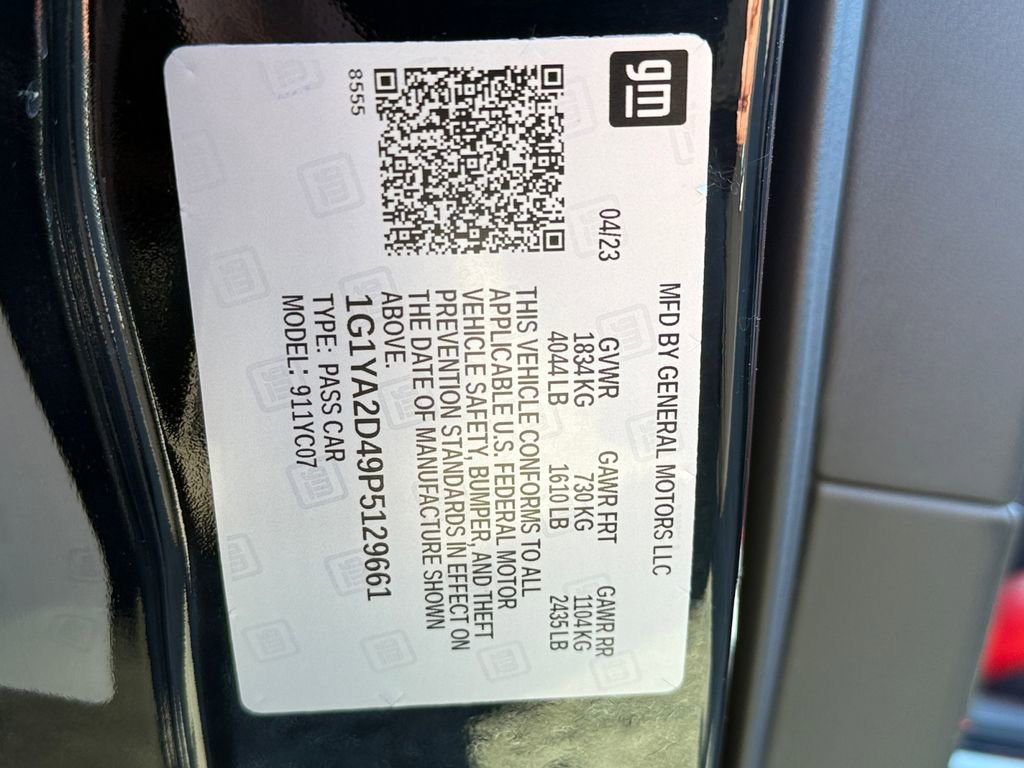 gm
MFD BY GENERAL MOTORS LLC
04/23
GVWR GAWR FRT GAWR RR
1834 KG 730 KG 1104 KG
4044 LB 1610 LB 2435 LB
THIS VEHICLE CONFORMS TO ALL
APPLICABLE U.S. FEDERAL MOTOR
VEHICLE SAFETY, BUMPER, AND THEFT
PREVENTION STANDARDS IN EFFECT ON
THE DATE OF MANUFACTURE SHOWN
ABOVE.
1G1YA2D49P5129661
TYPE: PASS CAR
MODEL: 911YC07
8555